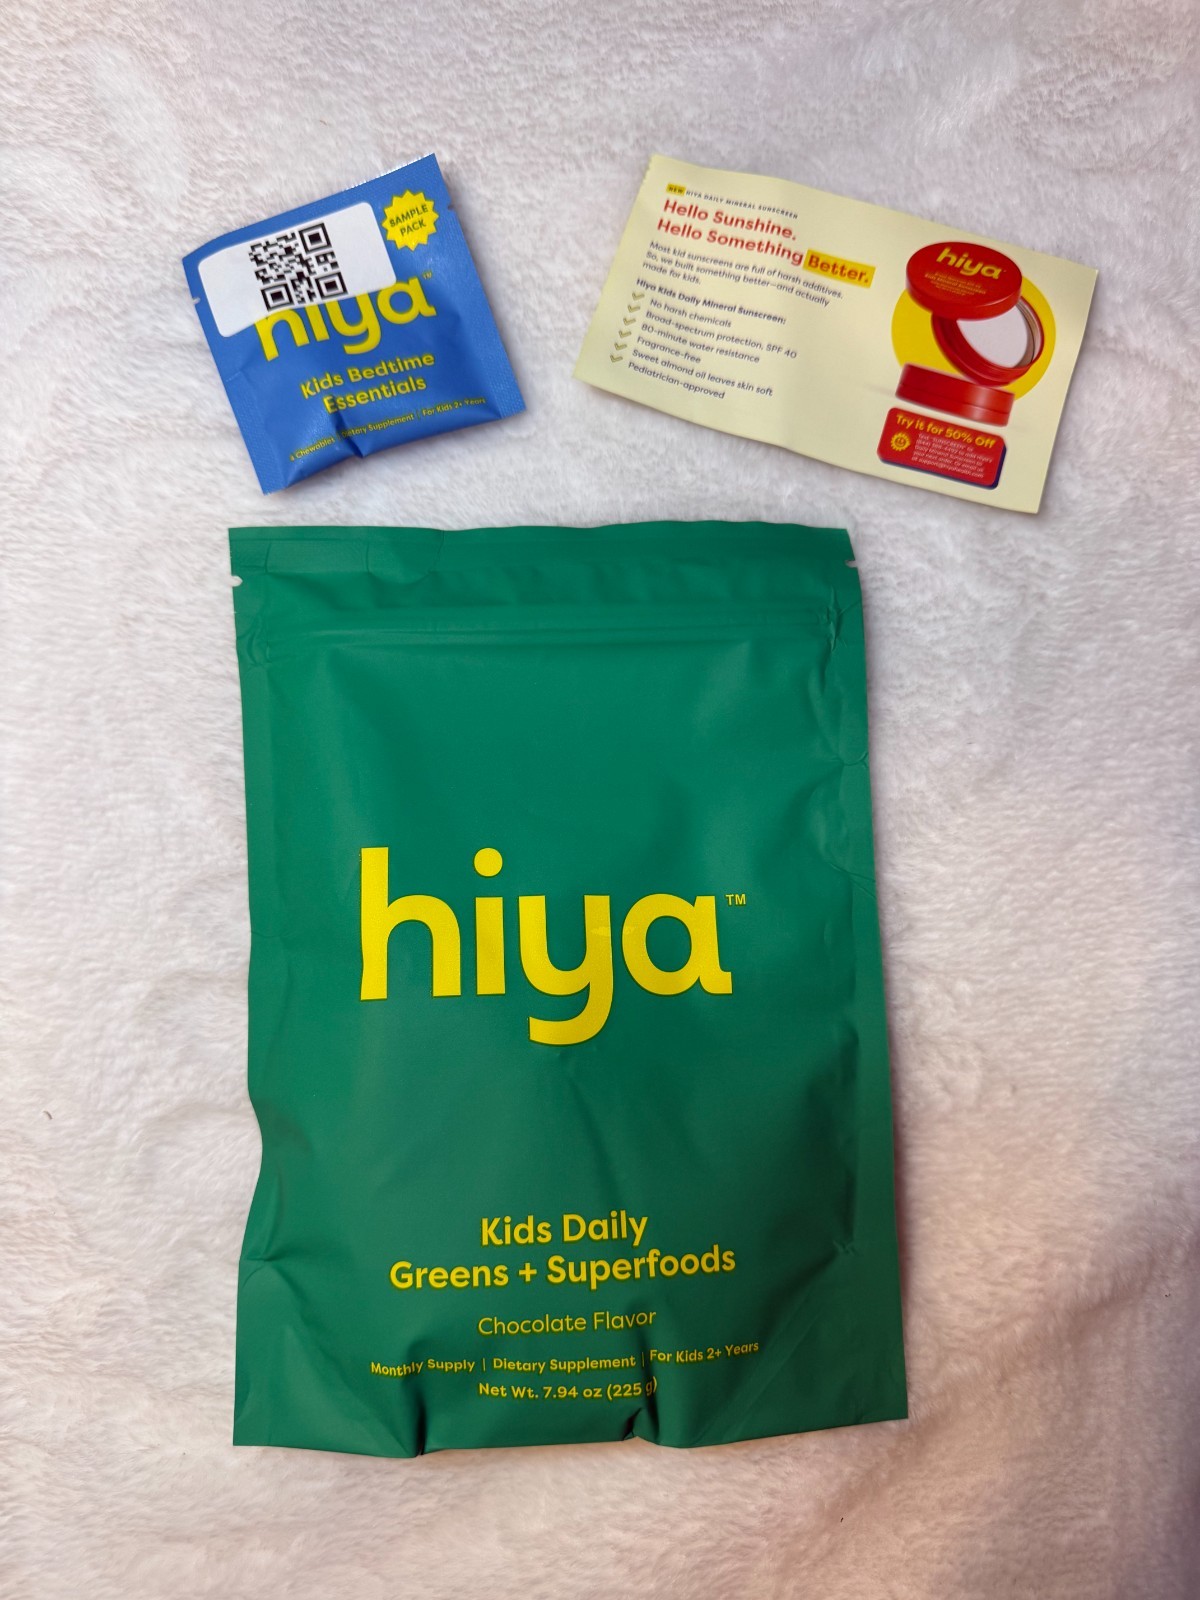 SAMPLE
PACK
hiya™
Kids Bedtime
Essentials
4 Chewables | Dietary Supplement | For Kids 2+ Years
NEW HIYA DAILY MINERAL SUNSCREEN
Hello Sunshine.
Hello Something Better.
Most kid sunscreens are full of harsh additives.
So, we built something better—and actually
made for kids.
Hiya Kids Daily Mineral Sunscreen:
No harsh chemicals
Broad-spectrum protection, SPF 40
80-minute water resistance
Fragrance-free
Sweet almond oil leaves skin soft
Pediatrician-approved
hiya
Try it for 50% Off
hiya™
Kids Daily
Greens + Superfoods
Chocolate Flavor
Monthly Supply | Dietary Supplement | For Kids 2+ Years
Net Wt. 7.94 oz (225 g)